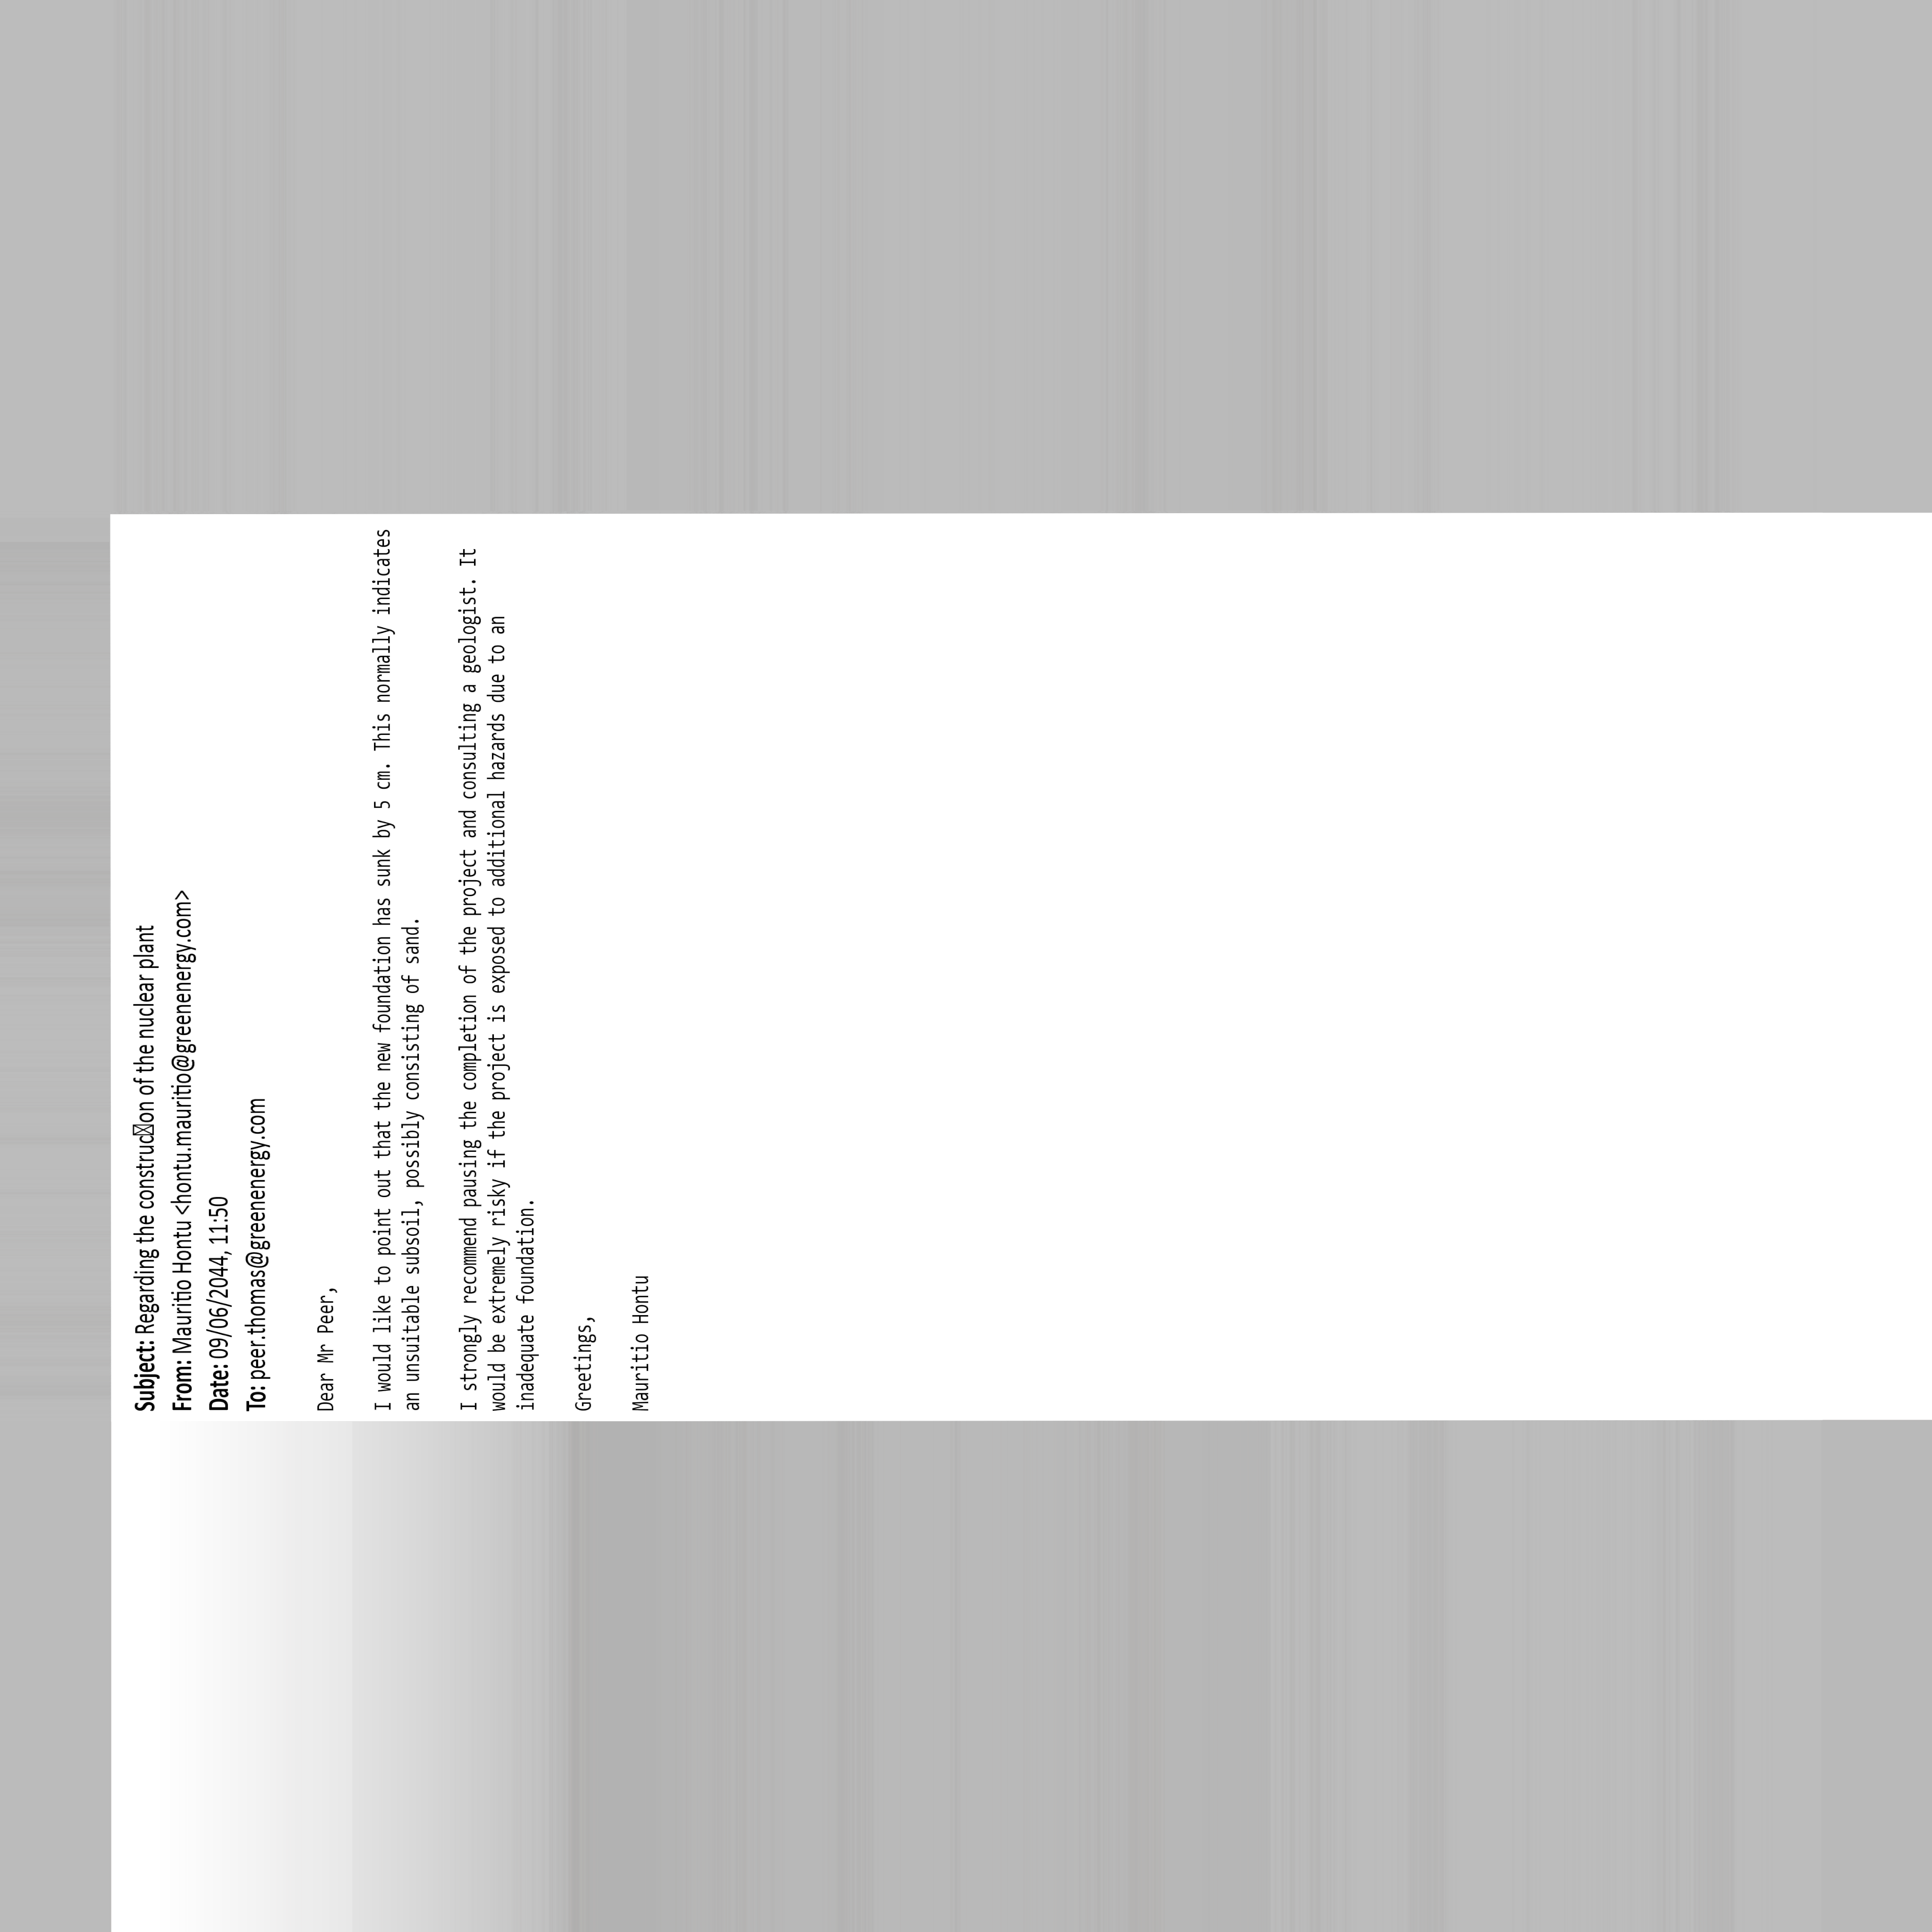 Subject: Regarding the construc☒on of the nuclear plant
From: Mauritio Hontu <hontu.mauritio@greenenergy.com>
Date: 09/06/2044, 11:50
To: peer.thomas@greenenergy.com
Dear Mr Peer,
I would like to point out that the new foundation has sunk by 5 cm. This normally indicates
an unsuitable subsoil, possibly consisting of sand.
I strongly recommend pausing the completion of the project and consulting a geologist. It
would be extremely risky if the project is exposed to additional hazards due to an
inadequate foundation.
Greetings,
Mauritio Hontu